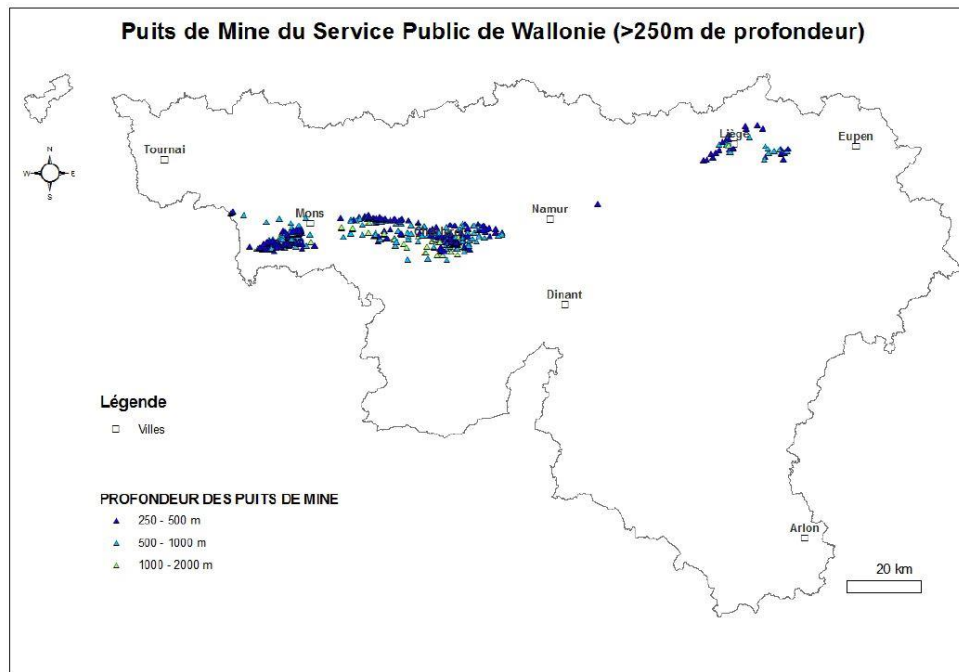 Puits de Mine du Service Public de Wallonie (>250m de profondeur)
N
W E
S
Tournai
Liège
Eupen
Mons
Namur
Dinant
Légende
Villes
PROFONDEUR DES PUITS DE MINE
250 - 500 m
500 - 1000 m
1000 - 2000 m
Arlon
20 km